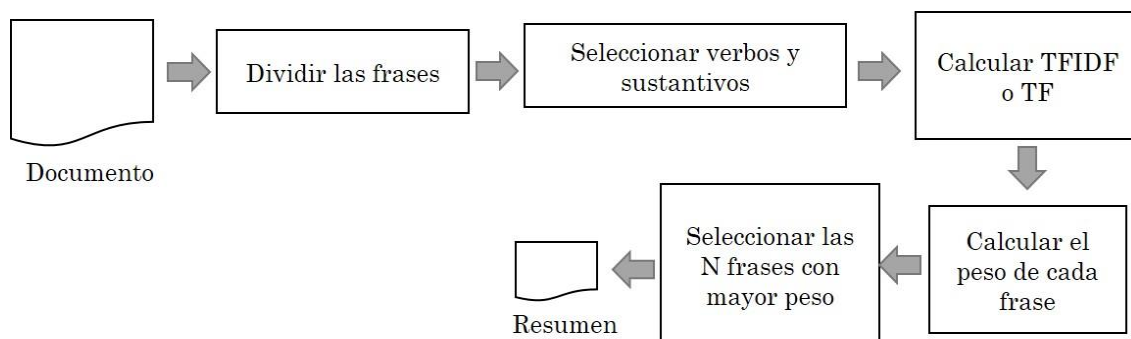 Documento
Dividir las frases
Seleccionar verbos y
sustantivos
Calcular TFIDF
o TF
Calcular el
peso de cada
frase
Seleccionar las
N frases con
mayor peso
Resumen